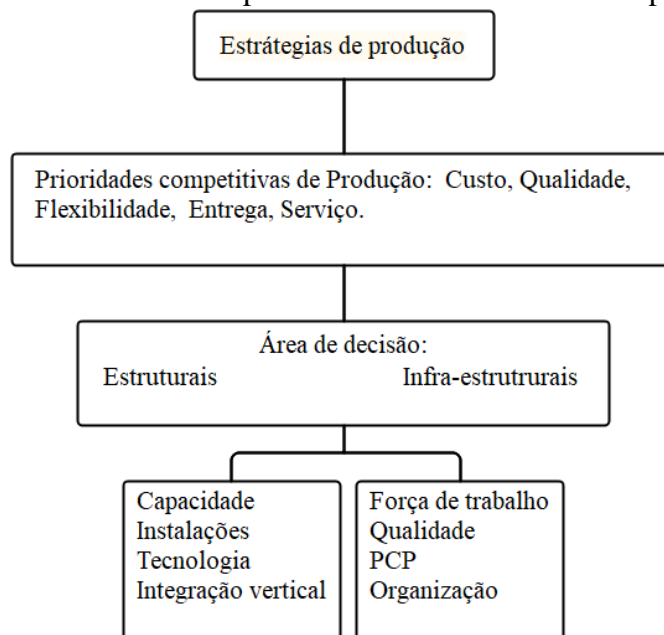 Estrátegias de produção
Prioridades competitivas de Produção: Custo, Qualidade,
Flexibilidade, Entrega, Serviço.
Área de decisão:
Estruturais Infra-estrutrurais
Capacidade
Instalações
Tecnologia
Integração vertical
Força de trabalho
Qualidade
PCP
Organização